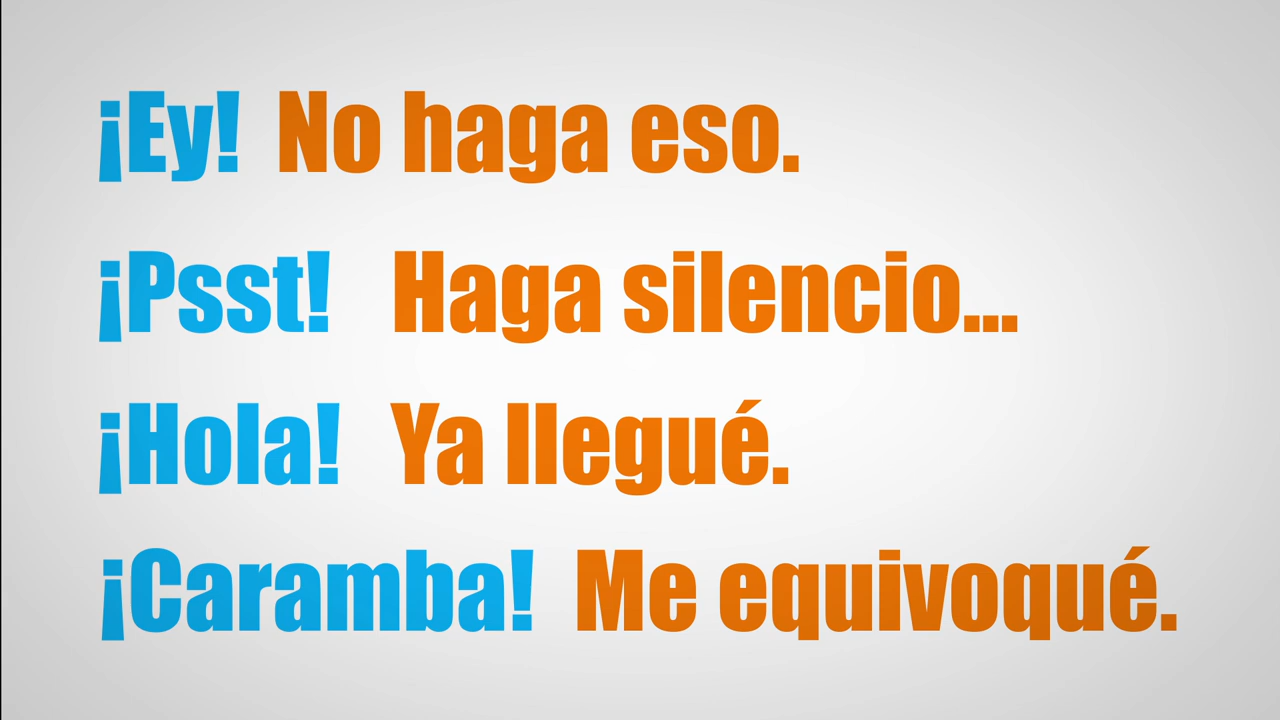 ¡Ey! No haga eso.
¡Psst! Haga silencio...
¡Hola! Ya llegué.
¡Caramba! Me equivoqué.